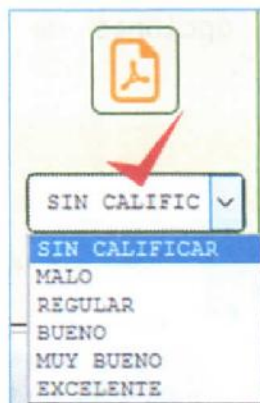 SIN CALIFIC
SIN CALIFICAR
MALO
REGULAR
BUENO
MUY BUENO
EXCELENTE